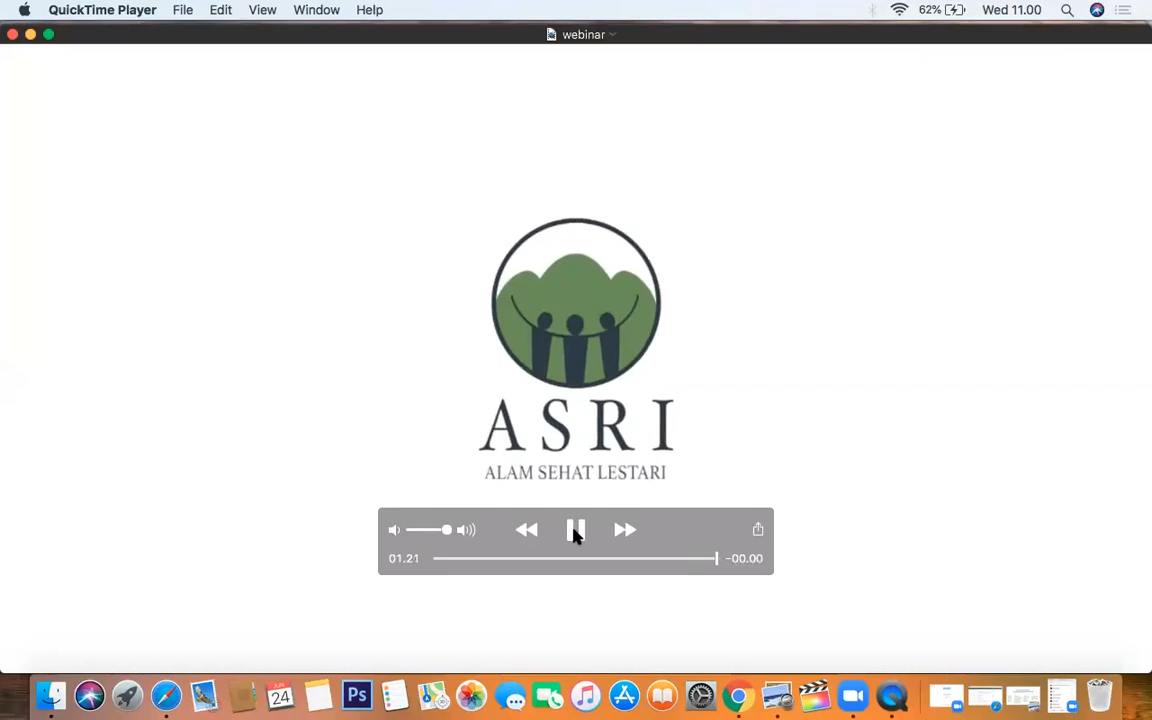 QuickTime Player File Edit View Window Help 62% Wed 11.00
webinar
ASRI
ALAM SEHAT LESTARI
01.21 -00.00
JUN
24
Ps